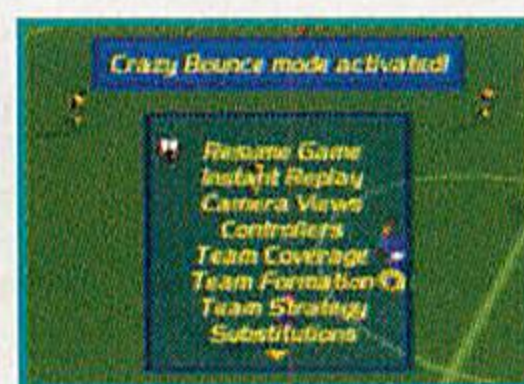 Crazy Bounce mode activated!
Resume Game
Instant Replay
Camera Views
Controllers
Team Coverage
Team Formation
Team Strategy
Substitutions